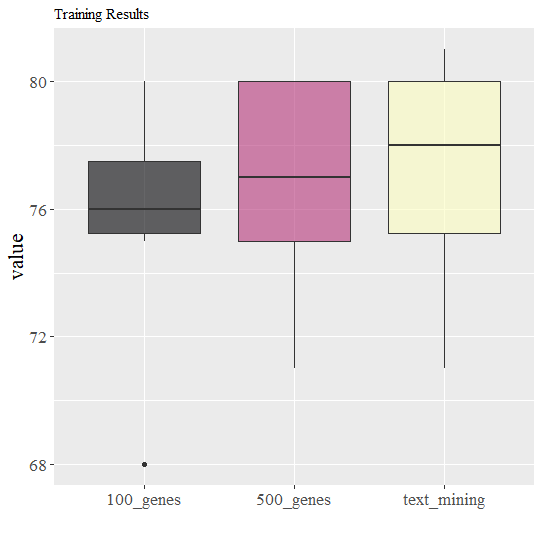 Training Results
80
76
72
68
value
100_genes
500_genes
text_mining